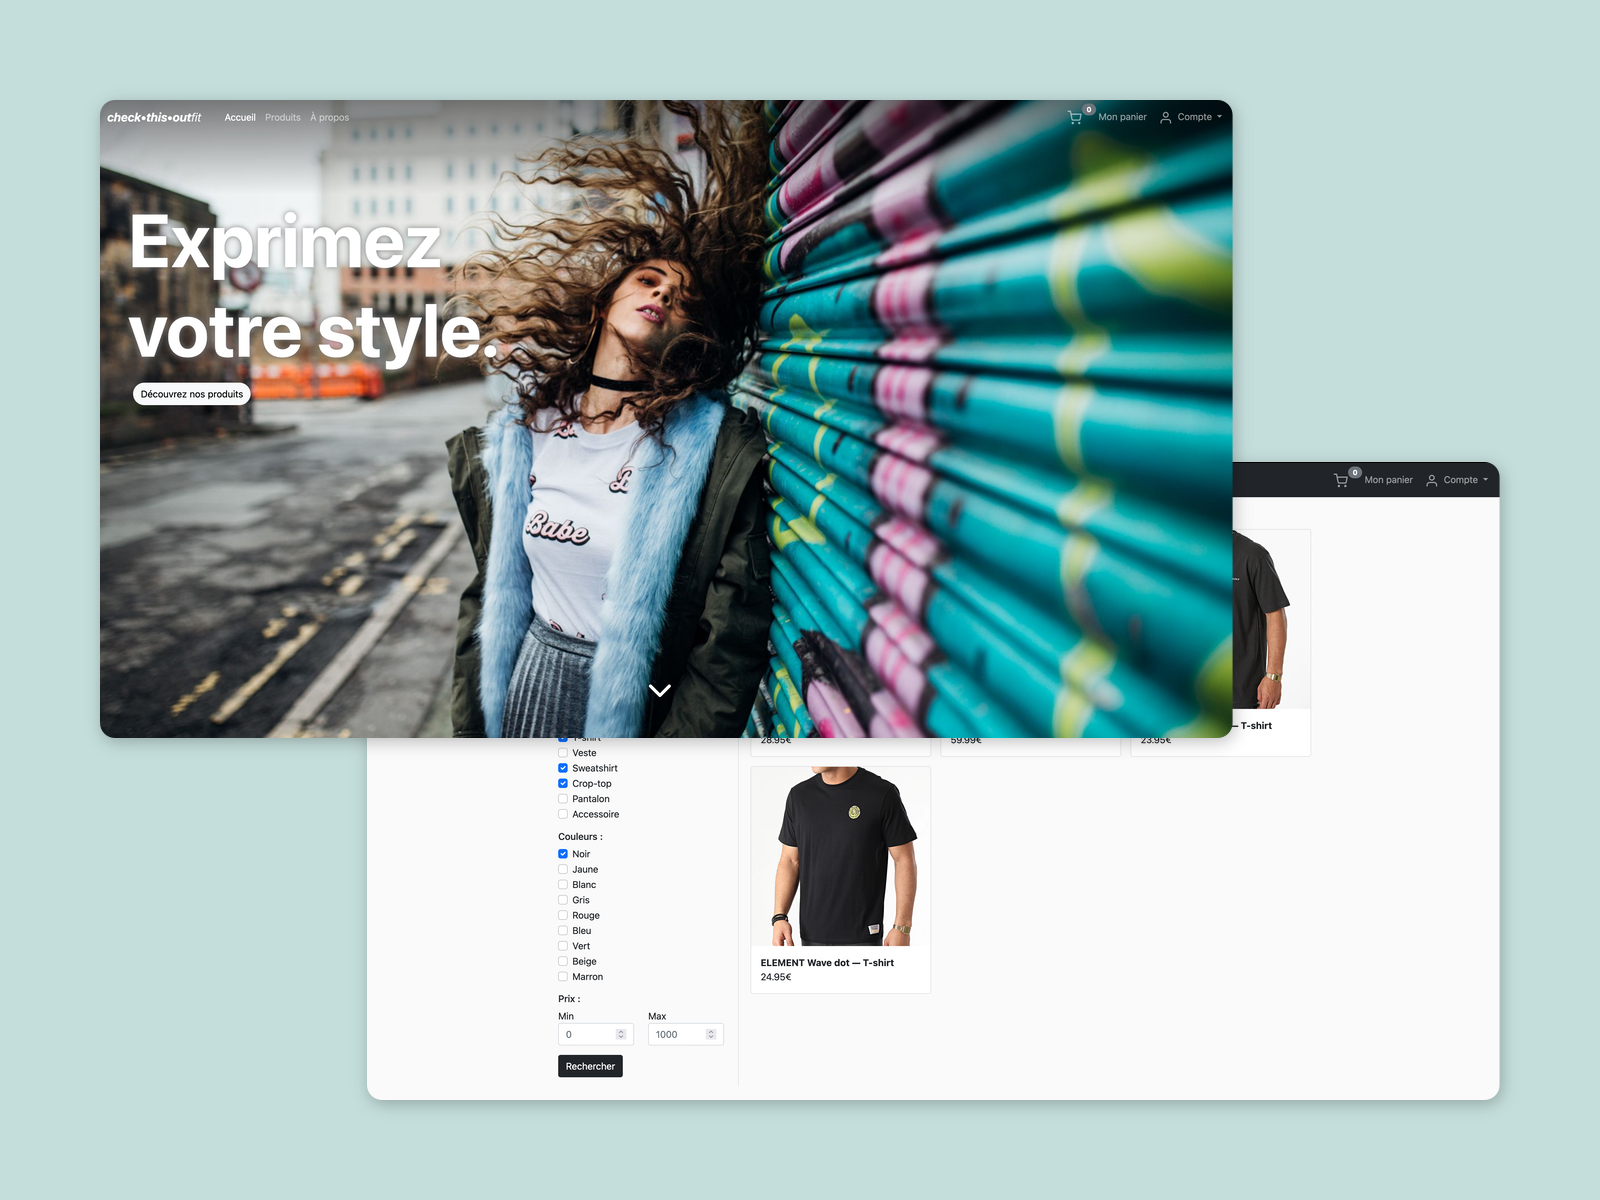 check•this•outfit Accueil Produits À propos 0 Mon panier Compte
Exprimez
votre style.
Découvrez nos produits
Babe
0 Mon panier Compte
— T-shirt
T-shirt
28.95€ 59.99€ 23.95€
Veste
Sweatshirt
Crop-top
Pantalon
Accessoire
Couleurs :
Noir
Jaune
Blanc
Gris
Rouge
Bleu
Vert
Beige
Marron
Prix :
Min Max
0 1000
Rechercher
ELEMENT Wave dot — T-shirt
24.95€